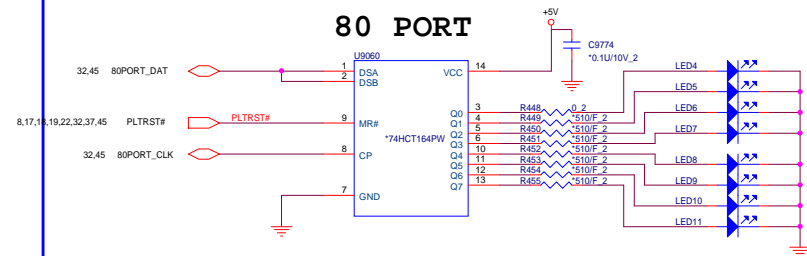 80 PORT
+5V
C9774
*0.1U/10V_2
U9060
32,45 80PORT_DAT
1 DSA
2 DSB
VCC 14
8,17,18,19,22,32,37,45 PLTRST# PLTRST# 9 MR#
32,45 80PORT_CLK 8 CP
7 GND
*74HCT164PW
Q0 3 R448 0_2 LED4
Q1 4 R449 *510/F_2 LED5
Q2 5 R450 *510/F_2 LED6
Q3 6 R451 *510/F_2 LED7
Q4 10 R452 *510/F_2 LED8
Q5 11 R453 *510/F_2 LED9
Q6 12 R454 *510/F_2 LED10
Q7 13 R455 *510/F_2 LED11